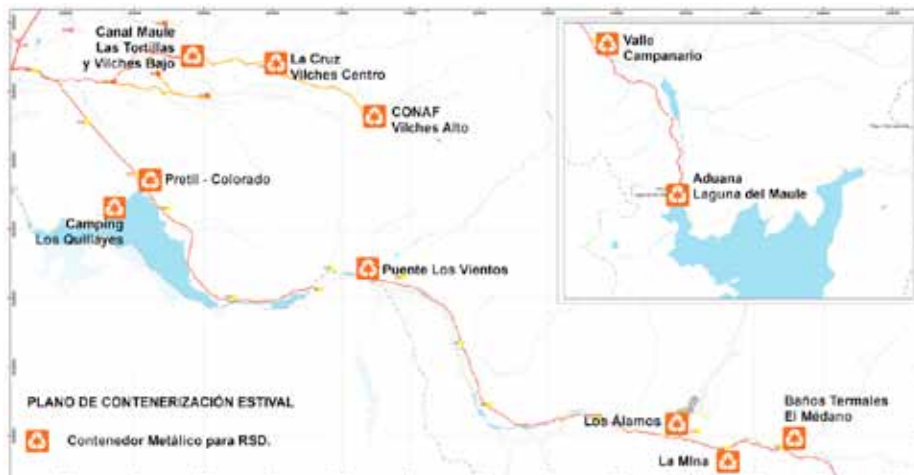 Canal Maule
Las Tortillas
y Vilches Bajo
La Cruz
Vilches Centro
CONAF
Vilches Alto
Pretil - Colorado
Camping
Los Quillayes
Puente Los Vientos
Valle
Campanario
Aduana
Laguna del Maule
PLANO DE CONTENERIZACIÓN ESTIVAL
Contenedor Metálico para RSD.
Los Álamos
La Mina
Baños Termales
El Médano